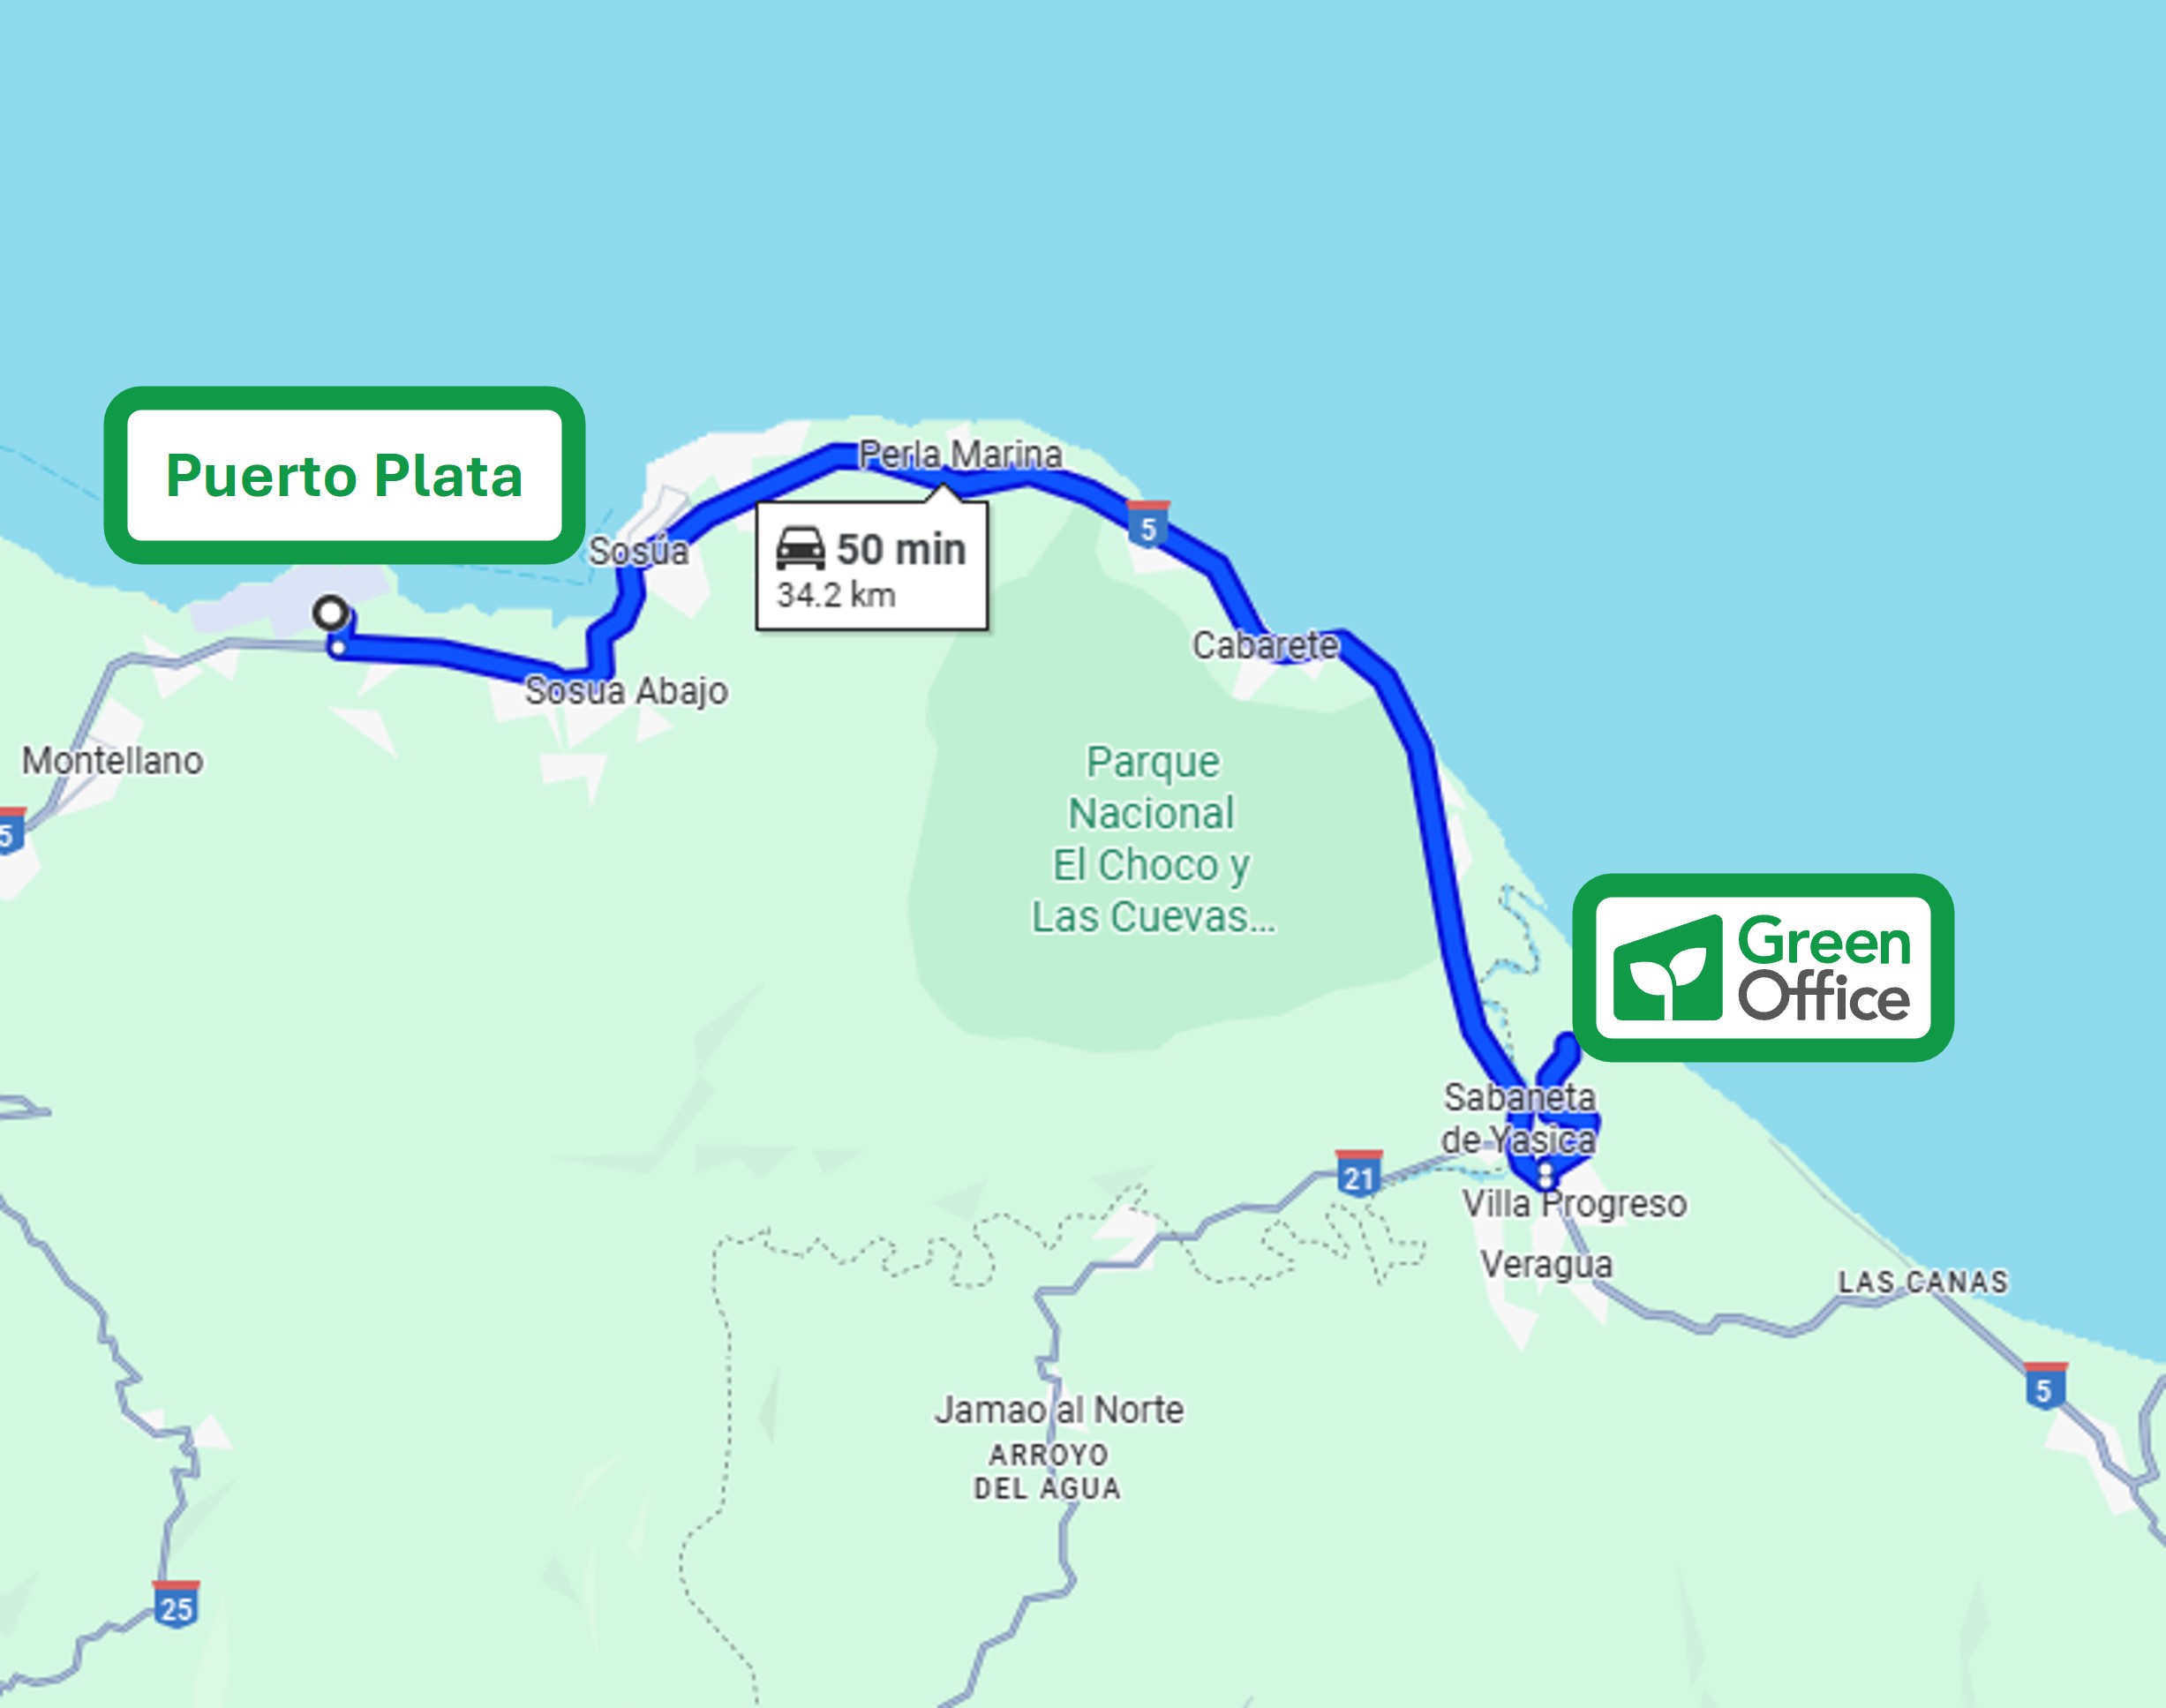 Puerto Plata
Perla Marina
5
Sosúa
50 min
34.2 km
Cabarete
Sosua Abajo
Montellano
5
Parque
Nacional
El Choco y
Las Cuevas...
Green
Office
Sabaneta
de Yasica
21
Villa Progreso
Veragua
LAS CANAS
5
Jamao al Norte
ARROYO
DEL AGUA
25